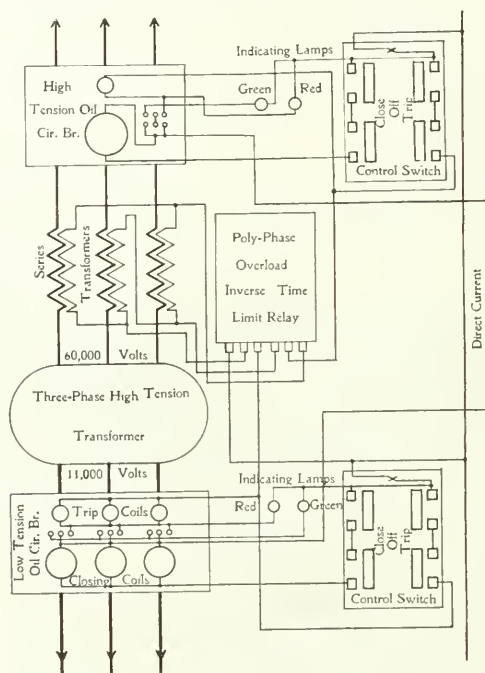 Indicating Lamps
Green
Red
High
Tension Oil
Cir. Br.
Close
Off
Trip
Control Switch
Series
Transformers
Poly-Phase
Overload
Inverse Time
Limit Relay
Direct Current
60,000 Volts
Three-Phase High Tension
Transformer
11,000 Volts
Indicating Lamps
Red
Green
Low Tension
Oil Cir. Br.
Trip Coils
Closing Coils
Close
Off
Trip
Control Switch